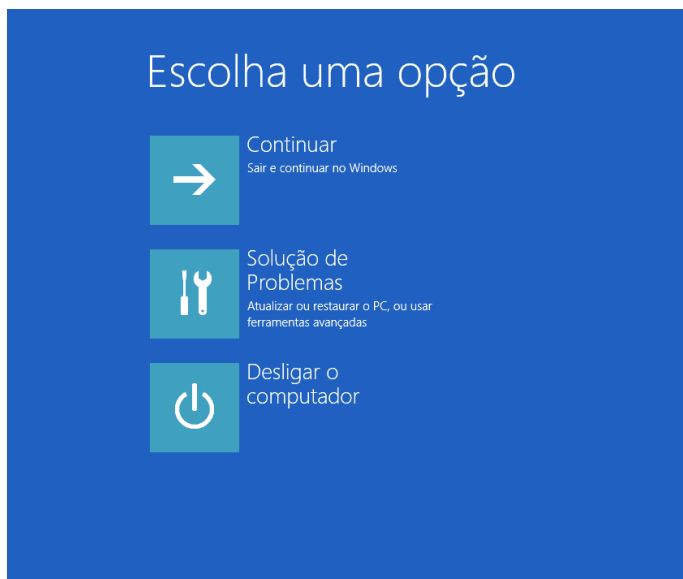 Escolha uma opção
Continuar
Sair e continuar no Windows
Solução de
Problemas
Atualizar ou restaurar o PC, ou usar
ferramentas avançadas
Desligar o
computador